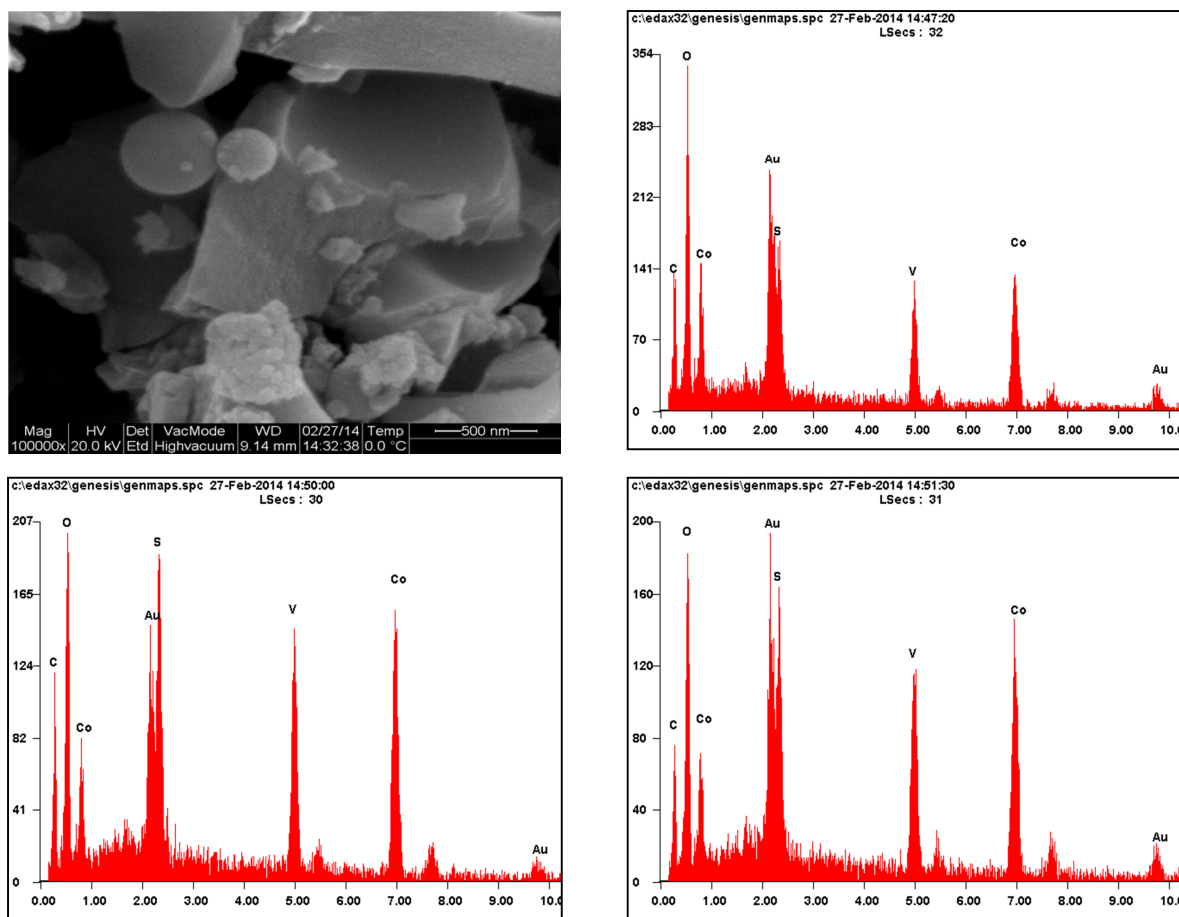 Mag HV Det VacMode WD 02/27/14 Temp 500 nm
100000x 20.0 kV Etd Highvacuum 9.14 mm 14:32:38 0.0 °C
c:\edax32\genesis\genmaps.spc 27-Feb-2014 14:47:20
LSecs : 32
354
283
212
141
70
0
C
O
Co
Au
S
V
Co
Au
0.00 1.00 2.00 3.00 4.00 5.00 6.00 7.00 8.00 9.00 10.0
c:\edax32\genesis\genmaps.spc 27-Feb-2014 14:50:00
LSecs : 30
207
165
124
82
41
0
C
O
Co
Au
S
V
Co
Au
0.00 1.00 2.00 3.00 4.00 5.00 6.00 7.00 8.00 9.00 10.0
c:\edax32\genesis\genmaps.spc 27-Feb-2014 14:51:30
LSecs : 31
200
160
120
80
40
0
C
O
Co
Au
S
V
Co
Au
0.00 1.00 2.00 3.00 4.00 5.00 6.00 7.00 8.00 9.00 10.0